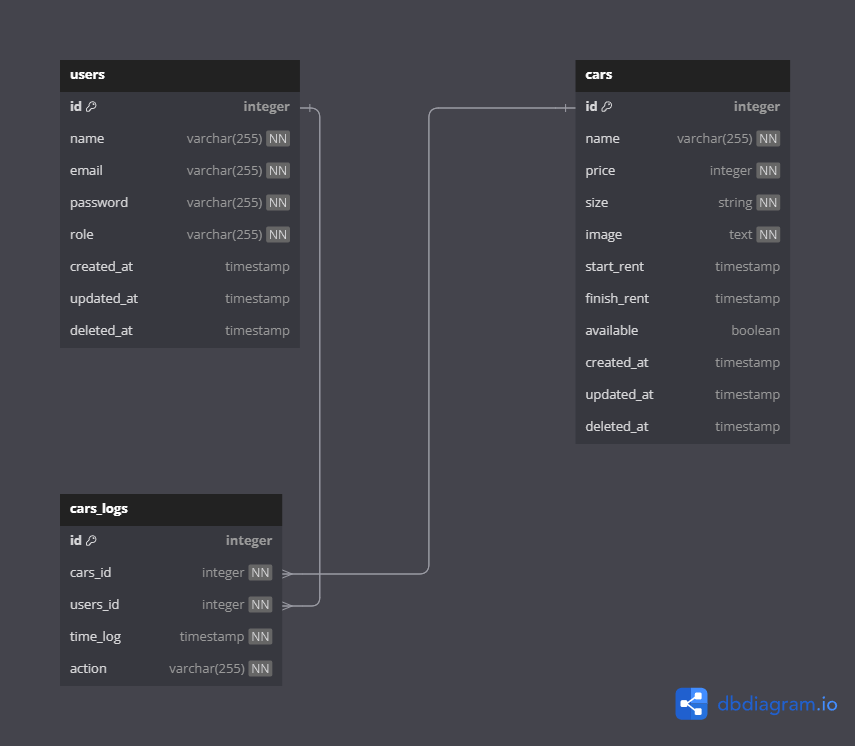 users
id integer
name varchar(255) NN
email varchar(255) NN
password varchar(255) NN
role varchar(255) NN
created_at timestamp
updated_at timestamp
deleted_at timestamp
cars
id integer
name varchar(255) NN
price integer NN
size string NN
image text NN
start_rent timestamp
finish_rent timestamp
available boolean
created_at timestamp
updated_at timestamp
deleted_at timestamp
cars_logs
id integer
cars_id integer NN
users_id integer NN
time_log timestamp NN
action varchar(255) NN
dbdiagram.io